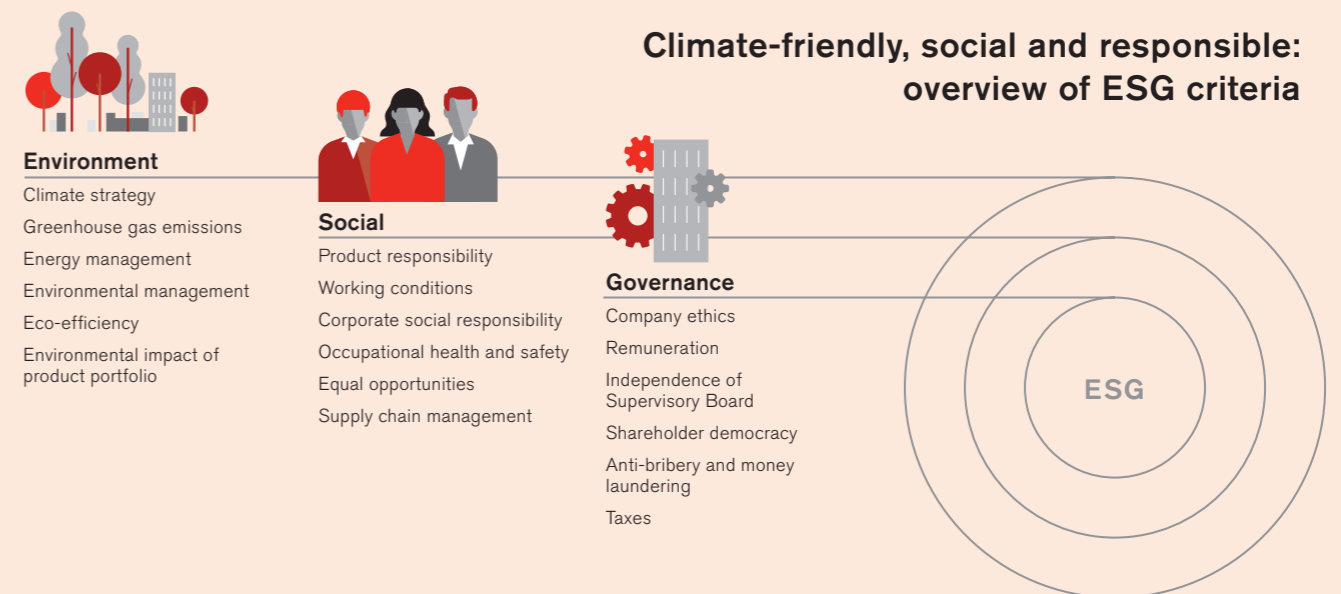 Climate-friendly, social and responsible:
overview of ESG criteria
Environment
Climate strategy
Greenhouse gas emissions
Energy management
Environmental management
Eco-efficiency
Environmental impact of
product portfolio
Social
Product responsibility
Working conditions
Corporate social responsibility
Occupational health and safety
Equal opportunities
Supply chain management
Governance
Company ethics
Remuneration
Independence of
Supervisory Board
Shareholder democracy
Anti-bribery and money
laundering
Taxes
ESG